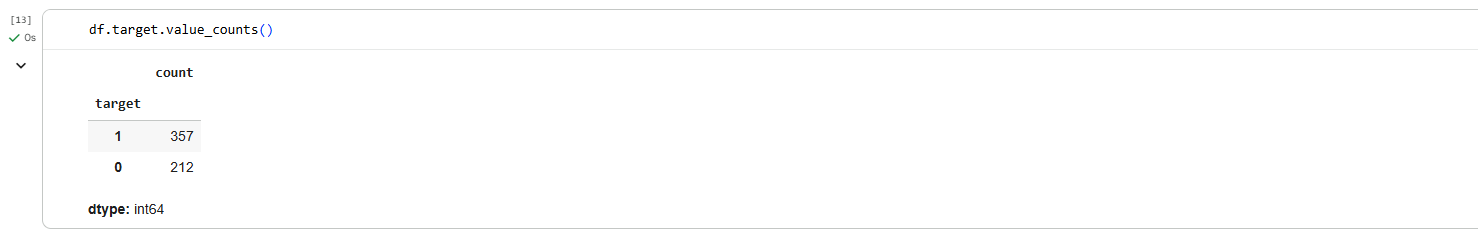 [13]
0s
df.target.value_counts()
count
target
1 357
0 212
dtype: int64